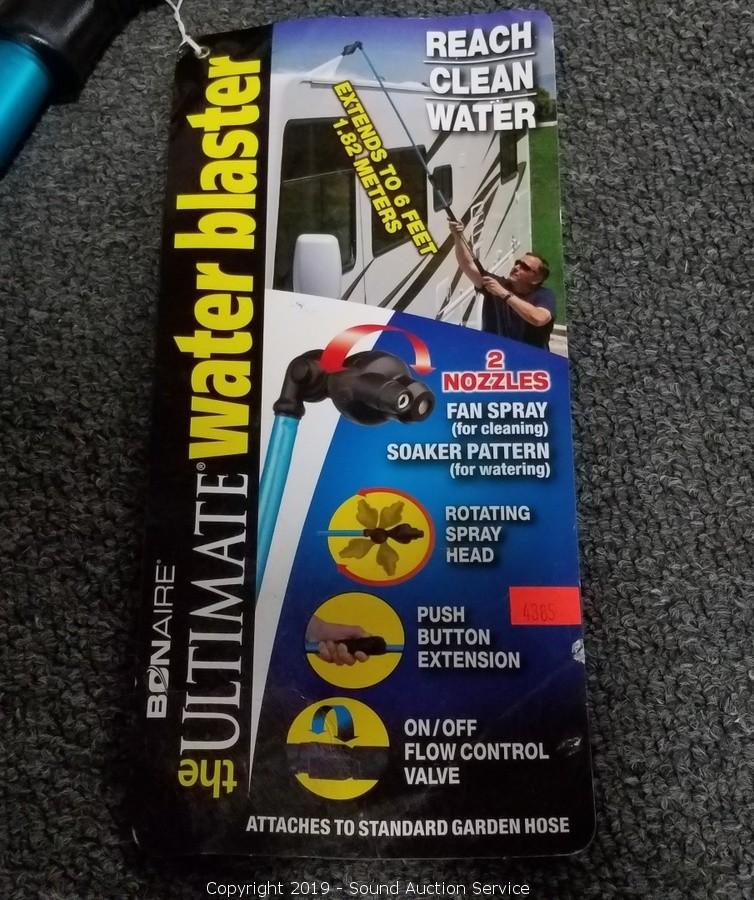 BONAIRE®
the ULTIMATE® water blaster
REACH
CLEAN
WATER
EXTENDS TO 6 FEET
1.82 METERS
2
NOZZLES
FAN SPRAY
(for cleaning)
SOAKER PATTERN
(for watering)
ROTATING
SPRAY
HEAD
4385
PUSH
BUTTON
EXTENSION
ON/OFF
FLOW CONTROL
VALVE
ATTACHES TO STANDARD GARDEN HOSE
Copyright 2019 - Sound Auction Service